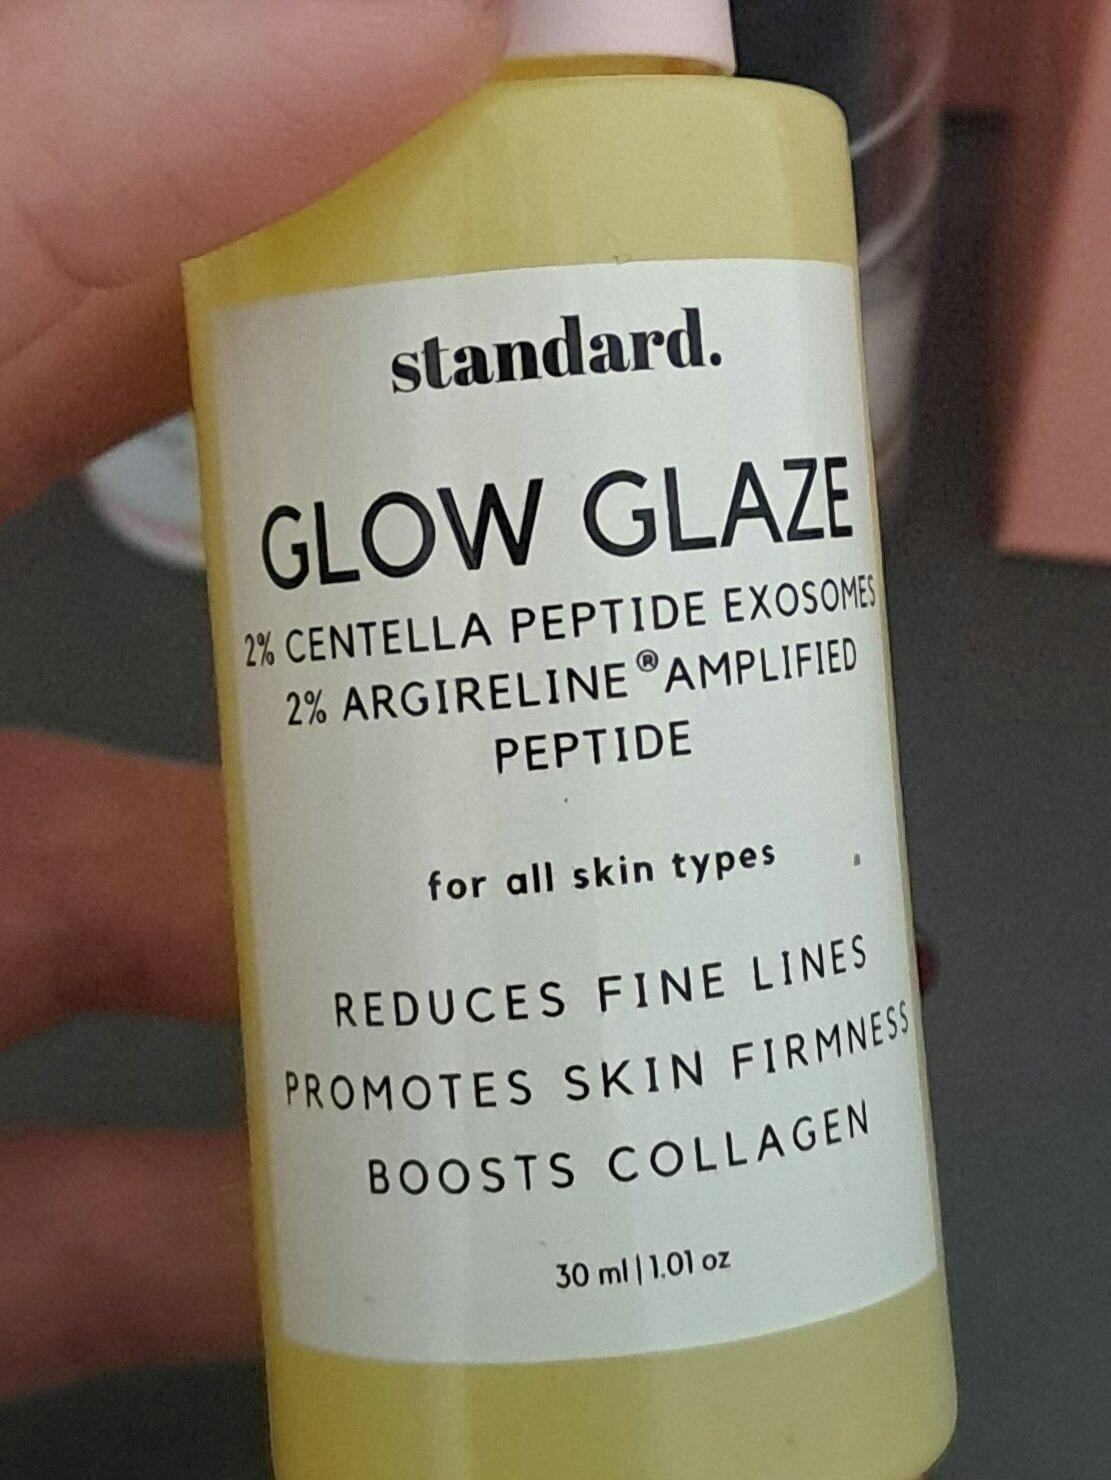 standard.
GLOW GLAZE
2% CENTELLA PEPTIDE EXOSOMES
2% ARGIRELINE® AMPLIFIED
PEPTIDE
for all skin types
REDUCES FINE LINES
PROMOTES SKIN FIRMNESS
BOOSTS COLLAGEN
30 ml | 1.01 oz